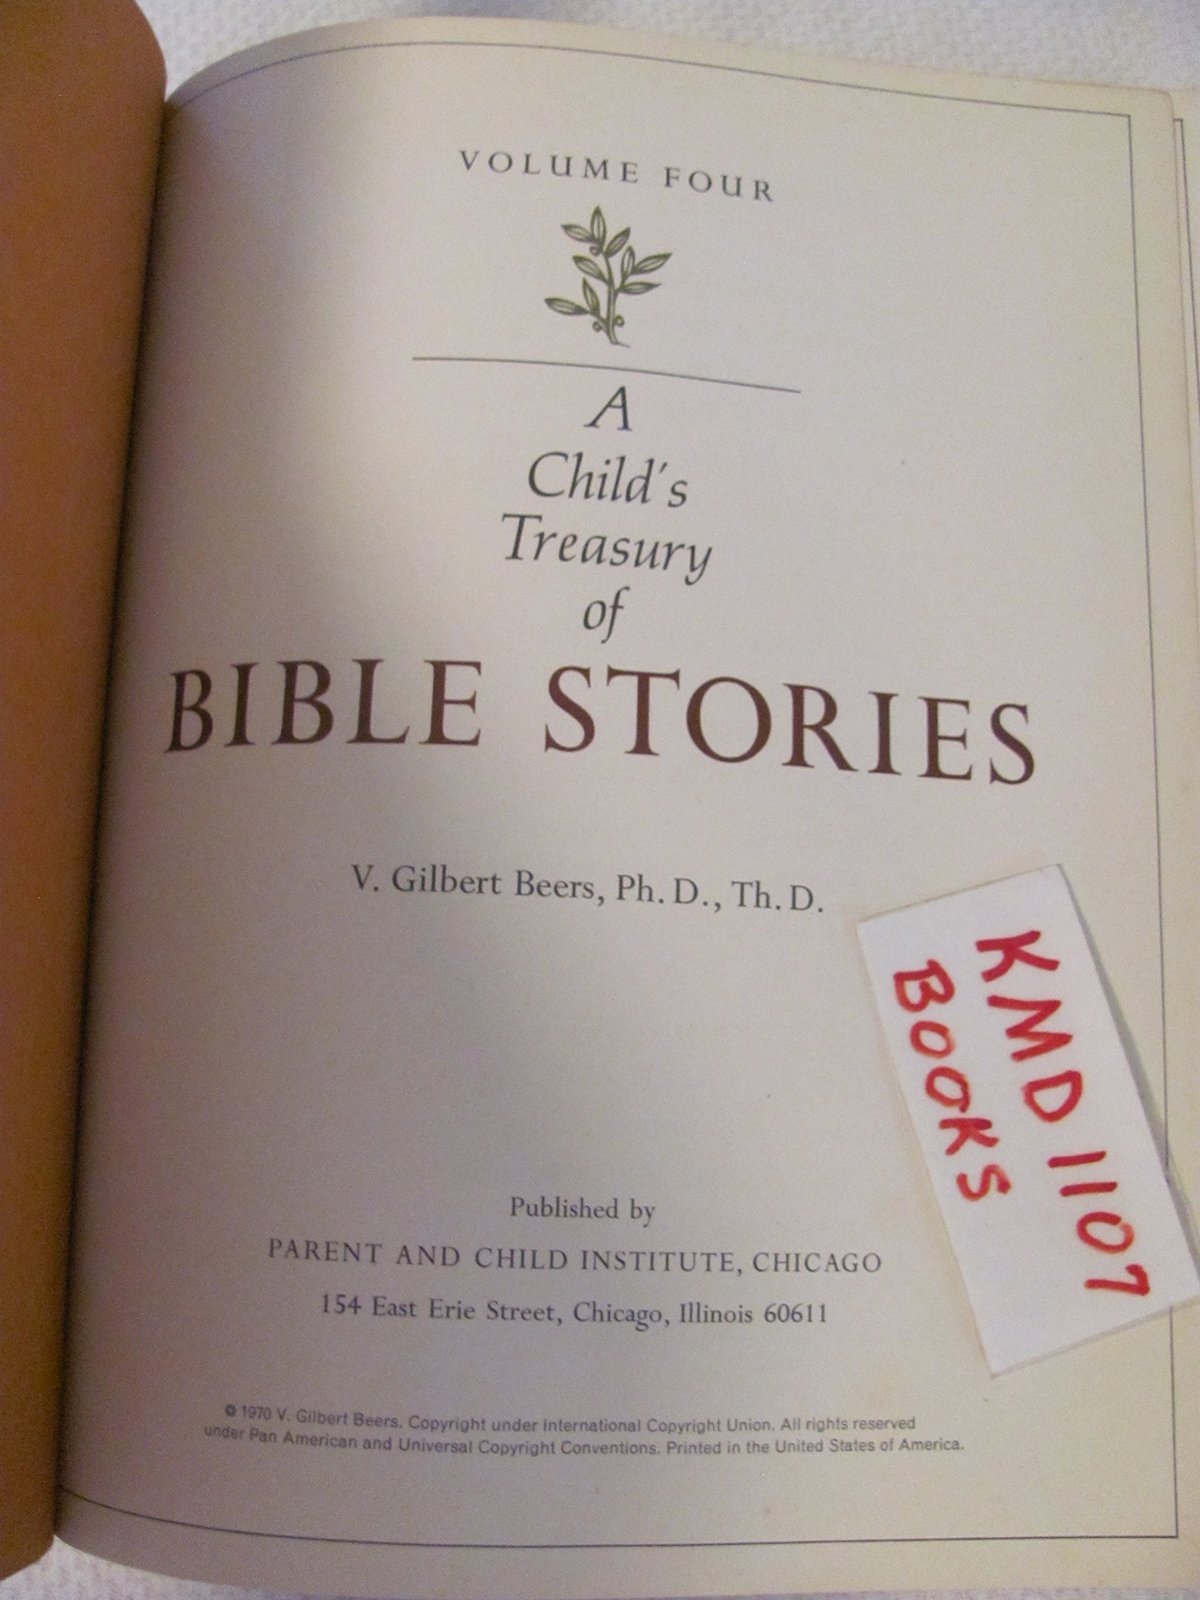 VOLUME FOUR
A
Child's
Treasury
of
BIBLE STORIES
V. Gilbert Beers, Ph. D., Th. D.
KMD 1107
BOOKS
Published by
PARENT AND CHILD INSTITUTE, CHICAGO
154 East Erie Street, Chicago, Illinois 60611
© 1970 V. Gilbert Beers. Copyright under International Copyright Union. All rights reserved
under Pan American and Universal Copyright Conventions. Printed in the United States of America.